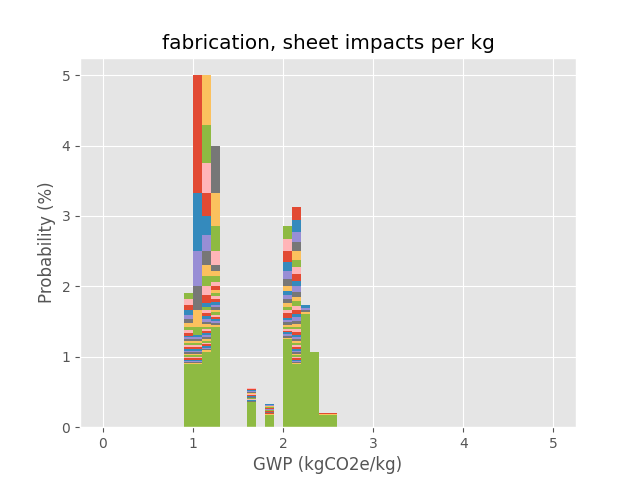 fabrication, sheet impacts per kg
5
4
3
2
1
0
Probability (%)
0 1 2 3 4 5
GWP (kgCO2e/kg)